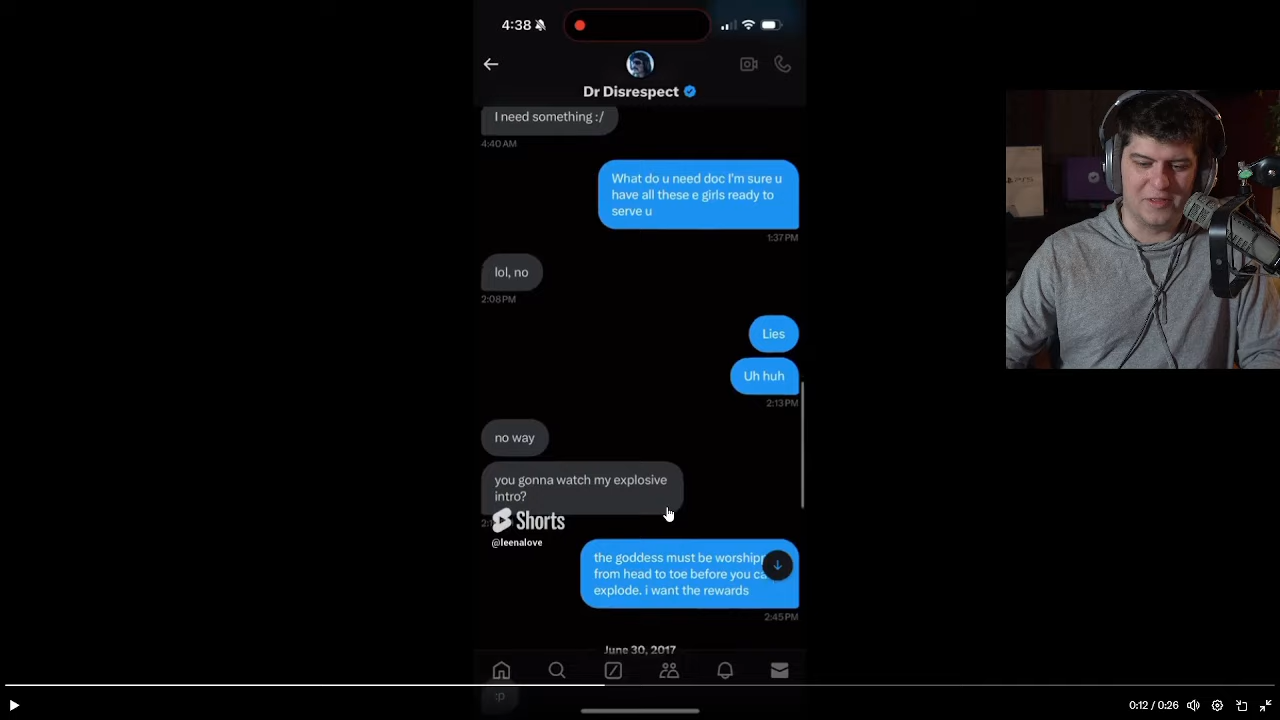 4:38
Dr Disrespect
I need something :/
4:40 AM
What do u need doc I'm sure u
have all these e girls ready to
serve u
1:37 PM
lol, no
2:08 PM
Lies
Uh huh
2:13 PM
no way
you gonna watch my explosive
intro?
Shorts
@leenalove
the goddess must be worshipp
from head to toe before you ca
explode. i want the rewards
2:45 PM
June 30, 2017
:p
0:12 / 0:26